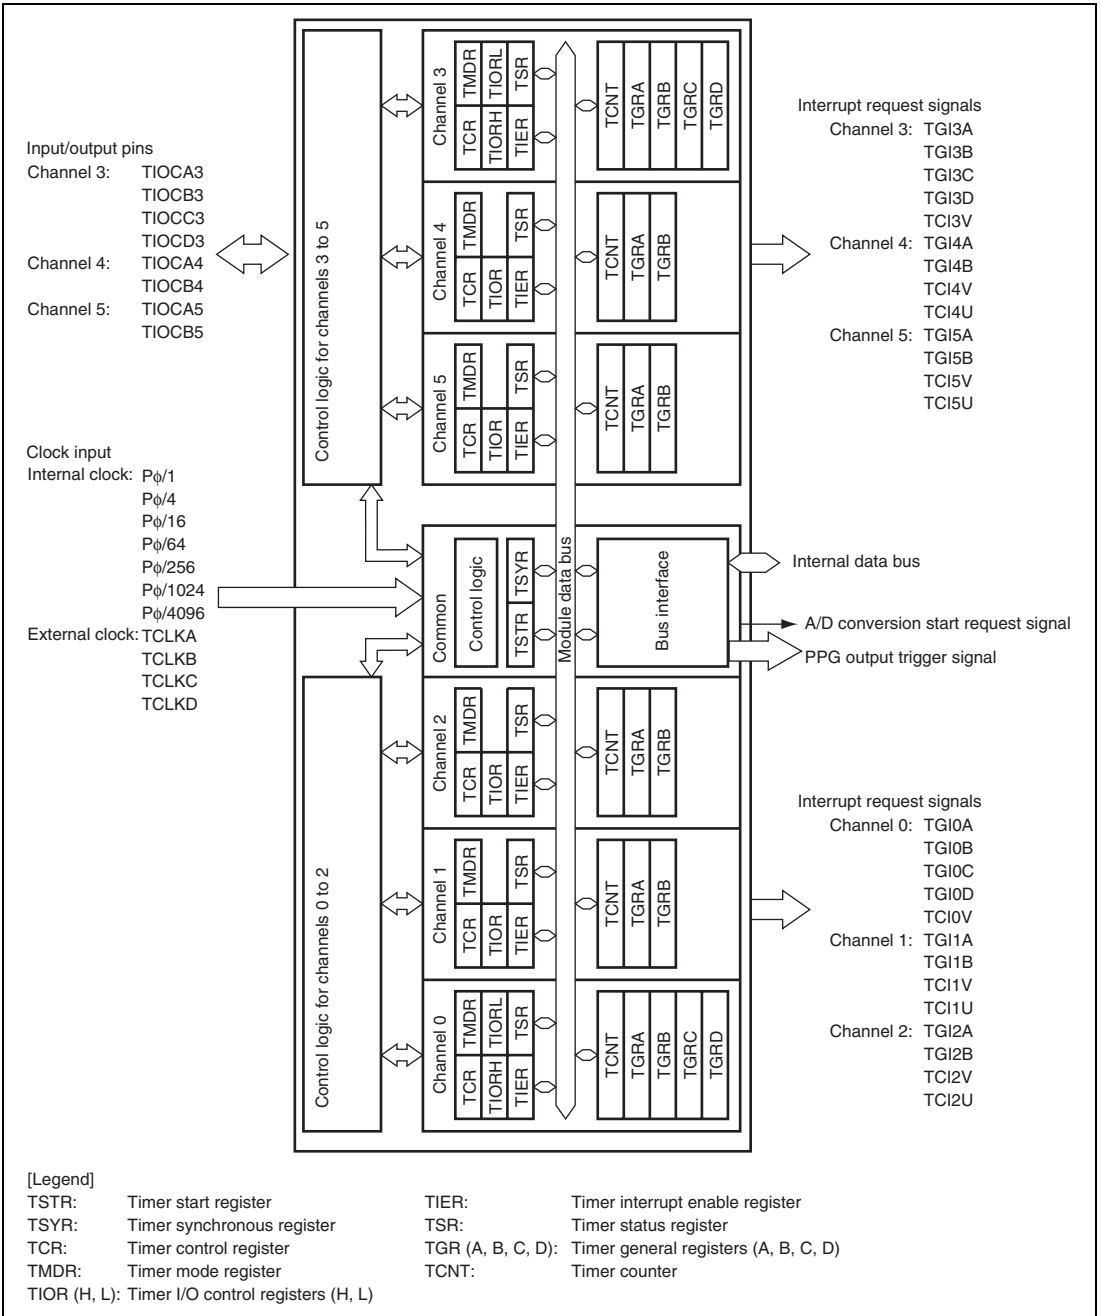 Input/output pins
Channel 3: TIOCA3
TIOCB3
TIOCC3
TIOCD3
Channel 4: TIOCA4
TIOCB4
Channel 5: TIOCA5
TIOCB5
Clock input
Internal clock: Pϕ/1
Pϕ/4
Pϕ/16
Pϕ/64
Pϕ/256
Pϕ/1024
Pϕ/4096
External clock: TCLKA
TCLKB
TCLKC
TCLKD
Control logic for channels 3 to 5
Channel 3
TCR TMDR
TIORH TIORL
TIER TSR
TCNT
TGRA
TGRB
TGRC
TGRD
Channel 4
TCR TMDR
TIOR
TIER TSR
TCNT
TGRA
TGRB
Channel 5
TCR TMDR
TIOR
TIER TSR
TCNT
TGRA
TGRB
Common
Control logic
TSTR TSYR
Module data bus
Bus interface
Control logic for channels 0 to 2
Channel 2
TCR TMDR
TIOR
TIER TSR
TCNT
TGRA
TGRB
Channel 1
TCR TMDR
TIOR
TIER TSR
TCNT
TGRA
TGRB
Channel 0
TCR TMDR
TIORH TIORL
TIER TSR
TCNT
TGRA
TGRB
TGRC
TGRD
Interrupt request signals
Channel 3: TGI3A
TGI3B
TGI3C
TGI3D
TCI3V
Channel 4: TGI4A
TGI4B
TCI4V
TCI4U
Channel 5: TGI5A
TGI5B
TCI5V
TCI5U
Internal data bus
A/D conversion start request signal
PPG output trigger signal
Interrupt request signals
Channel 0: TGI0A
TGI0B
TGI0C
TGI0D
TCI0V
Channel 1: TGI1A
TGI1B
TCI1V
TCI1U
Channel 2: TGI2A
TGI2B
TCI2V
TCI2U
[Legend]
TSTR: Timer start register
TSYR: Timer synchronous register
TCR: Timer control register
TMDR: Timer mode register
TIOR (H, L): Timer I/O control registers (H, L)
TIER: Timer interrupt enable register
TSR: Timer status register
TGR (A, B, C, D): Timer general registers (A, B, C, D)
TCNT: Timer counter